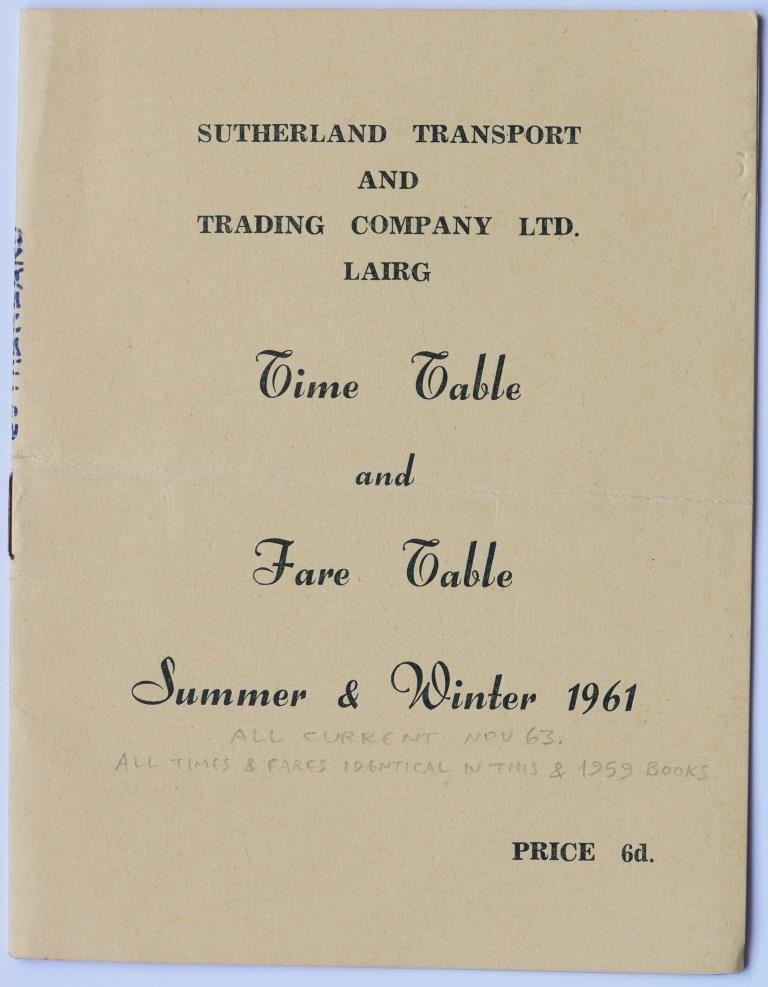 SUTHERLAND TRANSPORT
AND
TRADING COMPANY LTD.
LAIRG
Time Table
and
Fare Table
Summer & Winter 1961
ALL CURRENT NOV 63.
ALL TIMES & FARES IDENTICAL IN THIS & 1959 BOOKS
PRICE 6d.